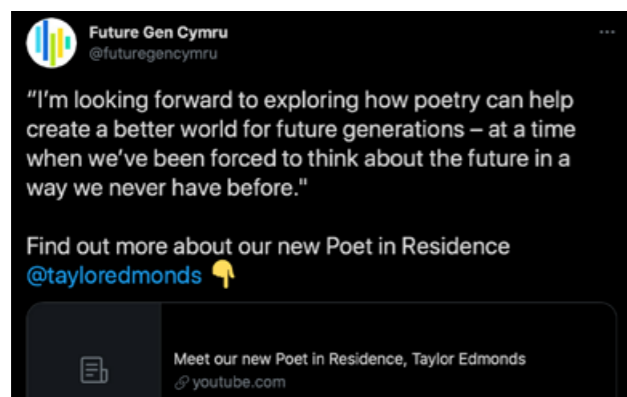 Future Gen Cymru
@futuregencymru
“I’m looking forward to exploring how poetry can help
create a better world for future generations – at a time
when we’ve been forced to think about the future in a
way we never have before."
Find out more about our new Poet in Residence
@tayloredmonds 👇
Meet our new Poet in Residence, Taylor Edmonds
youtube.com